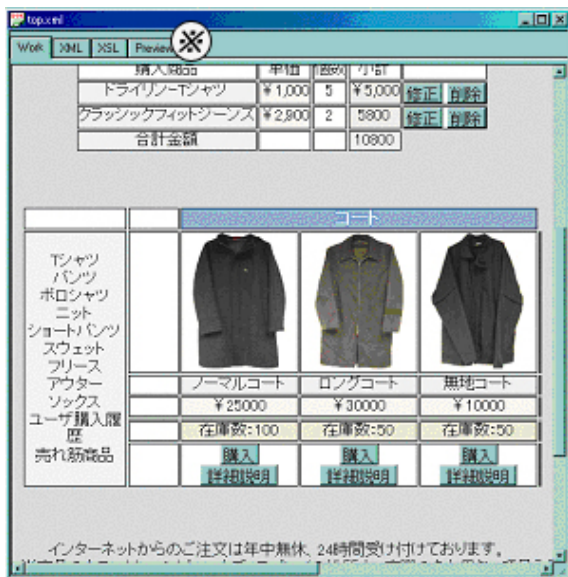 top.xml
Work XML XSL Preview ※
購入商品 単価 個数 小計
ドライリンーTシャツ ¥1,000 5 ¥5,000 修正 削除
クラッシックフィットジーンズ ¥2,900 2 5800 修正 削除
合計金額 10800
コート
Tシャツ
パンツ
ポロシャツ
ニット
ショートパンツ
スウェット
フリース
アウター
ソックス
ユーザ購入履
歴
売れ筋商品
ノーマルコート ロングコート 無地コート
¥25000 ¥30000 ¥10000
在庫数:100 在庫数:50 在庫数:50
購入 購入 購入
詳細説明 詳細説明 詳細説明
インターネットからのご注文は年中無休、24時間受け付けております。